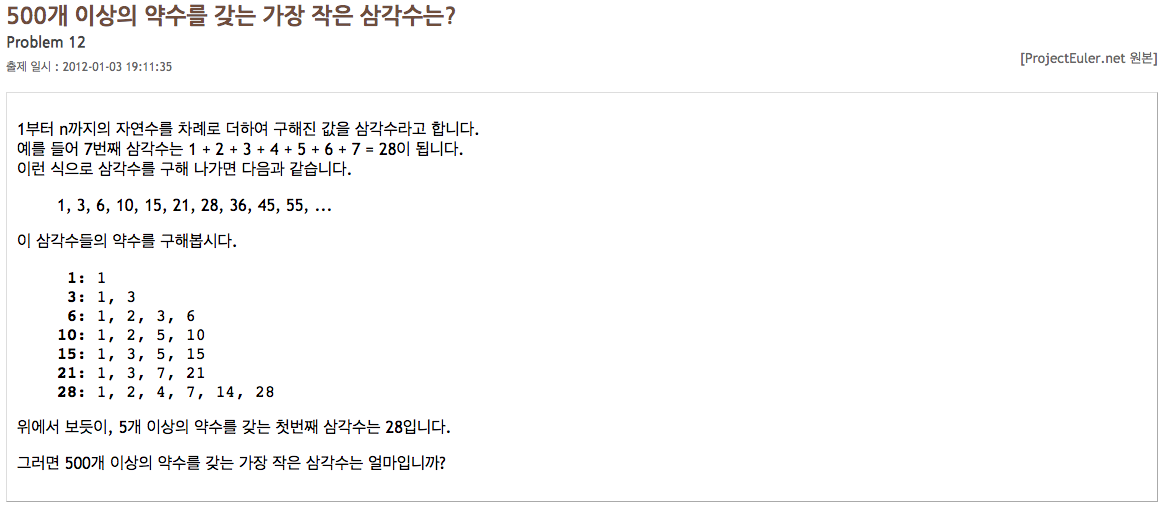 500개 이상의 약수를 갖는 가장 작은 삼각수는?
Problem 12
출제 일시 : 2012-01-03 19:11:35
[ProjectEuler.net 원본]
1부터 n까지의 자연수를 차례로 더하여 구해진 값을 삼각수라고 합니다.
예를 들어 7번째 삼각수는 1 + 2 + 3 + 4 + 5 + 6 + 7 = 28이 됩니다.
이런 식으로 삼각수를 구해 나가면 다음과 같습니다.
1, 3, 6, 10, 15, 21, 28, 36, 45, 55, ...
이 삼각수들의 약수를 구해봅시다.
1: 1
3: 1, 3
6: 1, 2, 3, 6
10: 1, 2, 5, 10
15: 1, 3, 5, 15
21: 1, 3, 7, 21
28: 1, 2, 4, 7, 14, 28
위에서 보듯이, 5개 이상의 약수를 갖는 첫번째 삼각수는 28입니다.
그러면 500개 이상의 약수를 갖는 가장 작은 삼각수는 얼마입니까?